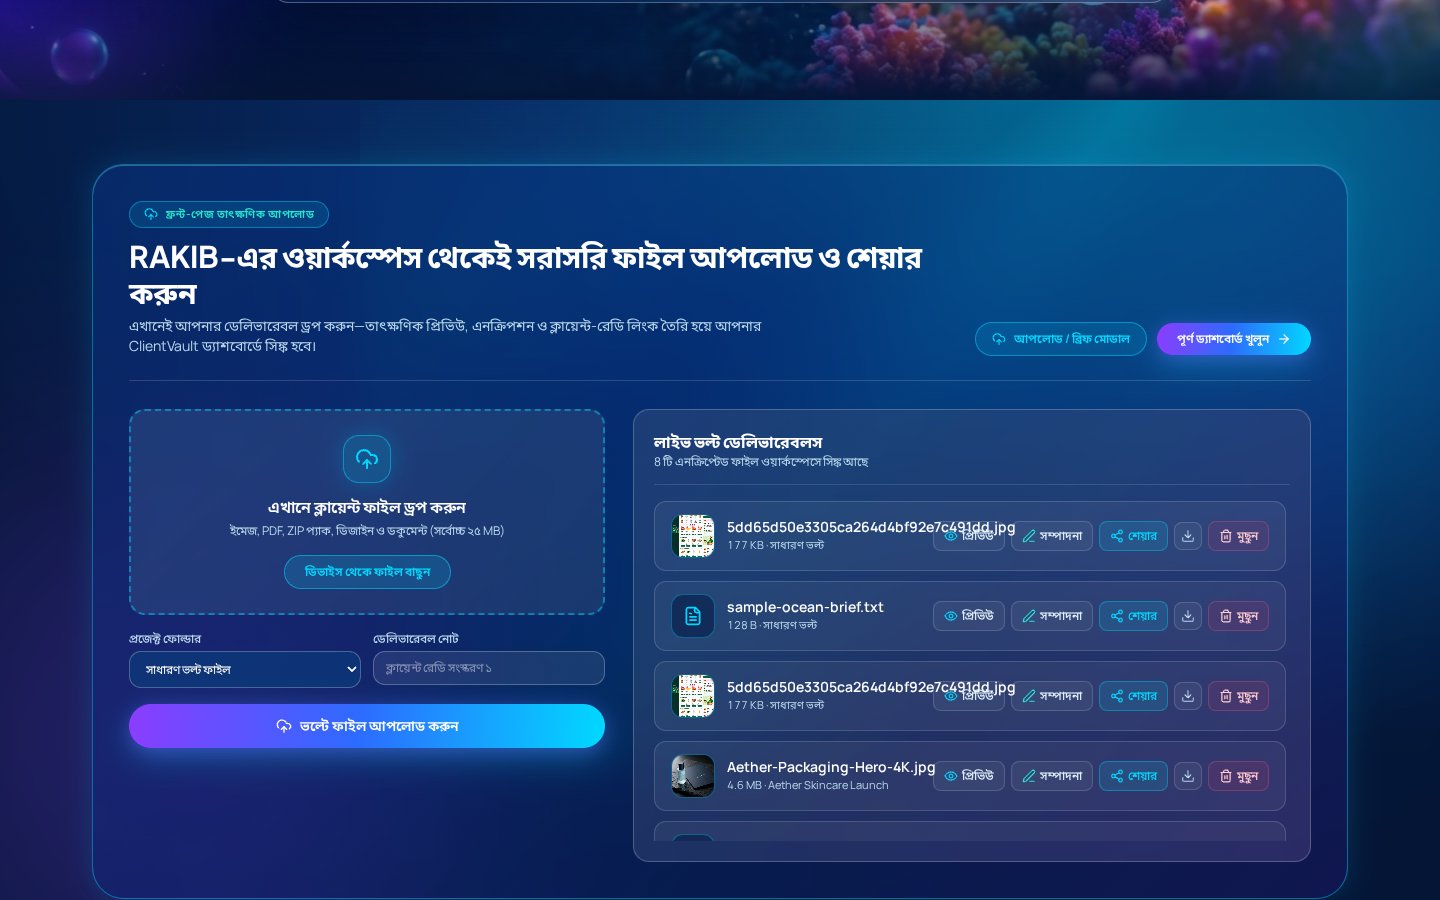 ফ্রন্ট-পেজ তাৎক্ষণিক আপলোড
RAKIB-এর ওয়ার্কস্পেস থেকেই সরাসরি ফাইল আপলোড ও শেয়ার
করুন
এখানেই আপনার ডেলিভারেবল ড্রপ করুন—তাৎক্ষণিক প্রিভিউ, এনক্রিপশন ও ক্লায়েন্ট-রেডি লিংক তৈরি হয়ে আপনার
ClientVault ড্যাশবোর্ডে সিঙ্ক হবে।
আপলোড / ব্রিফ মোডাল
পূর্ণ ড্যাশবোর্ড খুলুন
এখানে ক্লায়েন্ট ফাইল ড্রপ করুন
ইমেজ, PDF, ZIP প্যাক, ডিজাইন ও ডকুমেন্ট (সর্বোচ্চ ২৫ MB)
ডিভাইস থেকে ফাইল বাছুন
প্রজেক্ট ফোল্ডার
সাধারণ ভল্ট ফাইল
ডেলিভারেবল নোট
ক্লায়েন্ট রেডি সংস্করণ ১
ভল্টে ফাইল আপলোড করুন
লাইভ ভল্ট ডেলিভারেবলস
8 টি এনক্রিপ্টেড ফাইল ওয়ার্কস্পেসে সিঙ্ক আছে
5dd65d50e3305ca264d4bf92e7c491dd.jpg
177 KB · সাধারণ ভল্ট
প্রিভিউ সম্পাদনা শেয়ার মুছুন
sample-ocean-brief.txt
128 B · সাধারণ ভল্ট
প্রিভিউ সম্পাদনা শেয়ার মুছুন
5dd65d50e3305ca264d4bf92e7c491dd.jpg
177 KB · সাধারণ ভল্ট
প্রিভিউ সম্পাদনা শেয়ার মুছুন
Aether-Packaging-Hero-4K.jpg
4.6 MB · Aether Skincare Launch
প্রিভিউ সম্পাদনা শেয়ার মুছুন